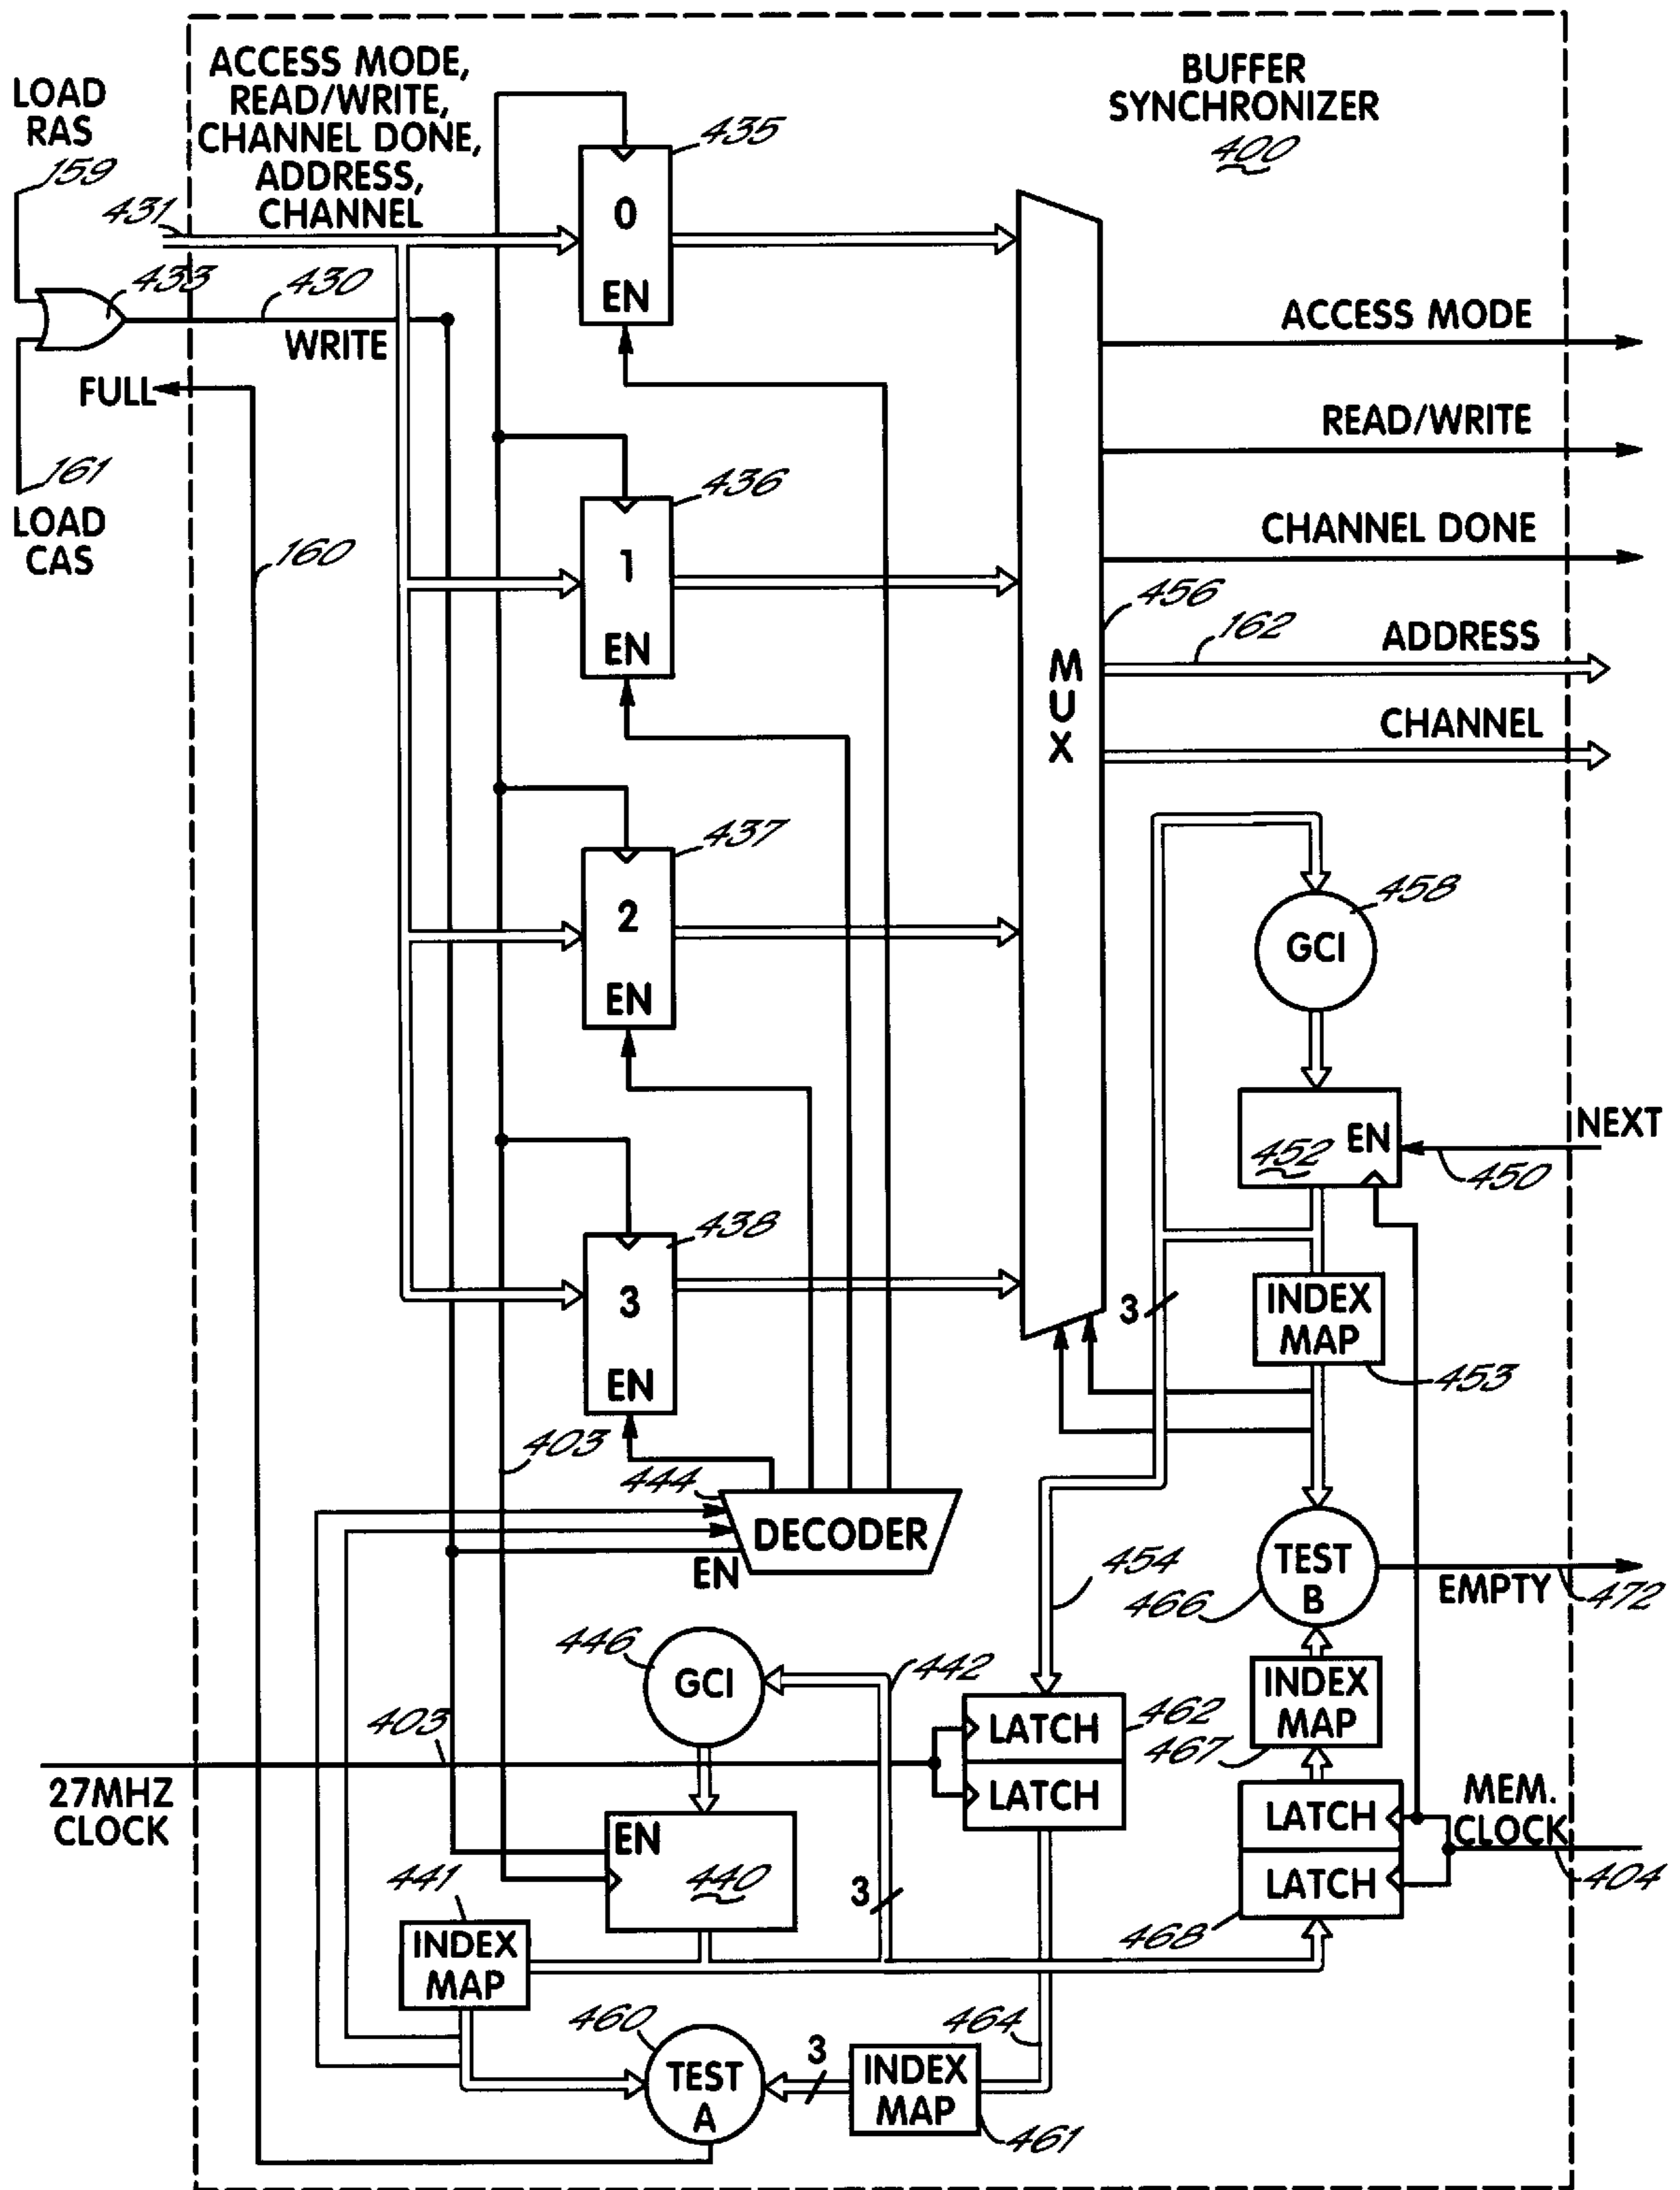 BUFFER
SYNCHRONIZER
400
ACCESS MODE,
READ/WRITE,
CHANNEL DONE,
ADDRESS,
CHANNEL
LOAD
RAS
159
431
433
430
WRITE
FULL
161
LOAD
CAS
160
435
0
EN
436
1
EN
437
2
EN
438
3
EN
403
444
DECODER
EN
MUX
456
ACCESS MODE
READ/WRITE
CHANNEL DONE
162
ADDRESS
CHANNEL
458
GCI
452
EN
NEXT
450
3
INDEX
MAP
453
454
TEST
B
466
EMPTY
472
INDEX
MAP
467
LATCH
LATCH
468
MEM.
CLOCK
404
446
GCI
442
403
27MHZ
CLOCK
LATCH
LATCH
462
EN
440
3
441
INDEX
MAP
460
TEST
A
3
INDEX
MAP
461
464